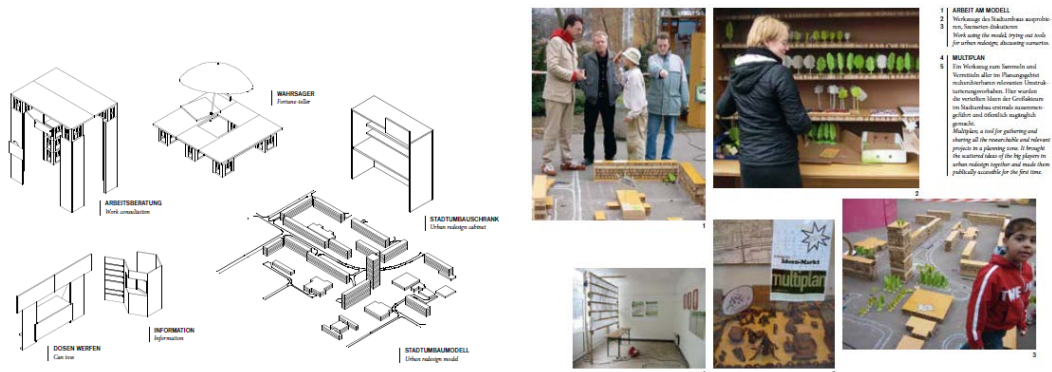 WAHRSAGER
Fortune-teller
ARBEITSBERATUNG
Work consultation
STADTUMBAUSCHRANK
Urban redesign cabinet
INFORMATION
Information
DOSEN WERFEN
Can toss
STADTUMBAUMODELL
Urban redesign model
1 ARBEIT AM MODELL
2 Werkzeuge des Stadtumbaus ausprobie-
3 ren, Szenarien diskutieren
Work using the model, trying out tools
for urban redesign; discussing scenarios.
4 MULTIPLAN
5 Ein Werkzeug zum Sammeln und
Vermitteln aller im Planungsgebiet
recherchierbaren relevanten Umstruk-
turierungsvorhaben. Hier wurden
die verteilten Ideen der Großakteure
im Stadtumbau erstmals zusammen-
geführt und öffentlich zugänglich
gemacht.
Multiplan; a tool for gathering and
sharing all the researchable and relevant
projects in a planning zone. It brought
the scattered ideas of the big players in
urban redesign together and made them
publically accessible for the first time.
1
2
Ideen-Markt
multiplan
3